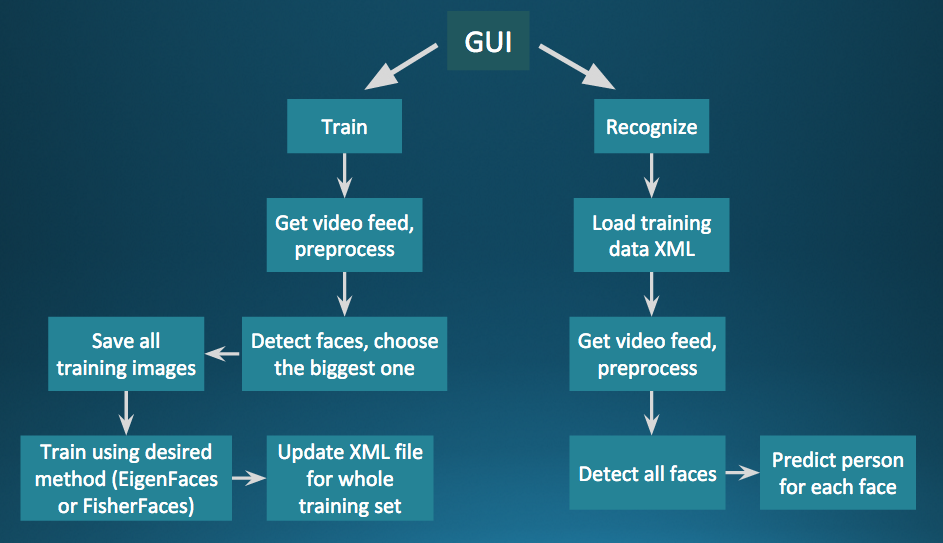 GUI
Train
Recognize
Get video feed,
preprocess
Load training
data XML
Detect faces, choose
the biggest one
Save all
training images
Get video feed,
preprocess
Train using desired
method (EigenFaces
or FisherFaces)
Update XML file
for whole
training set
Detect all faces
Predict person
for each face